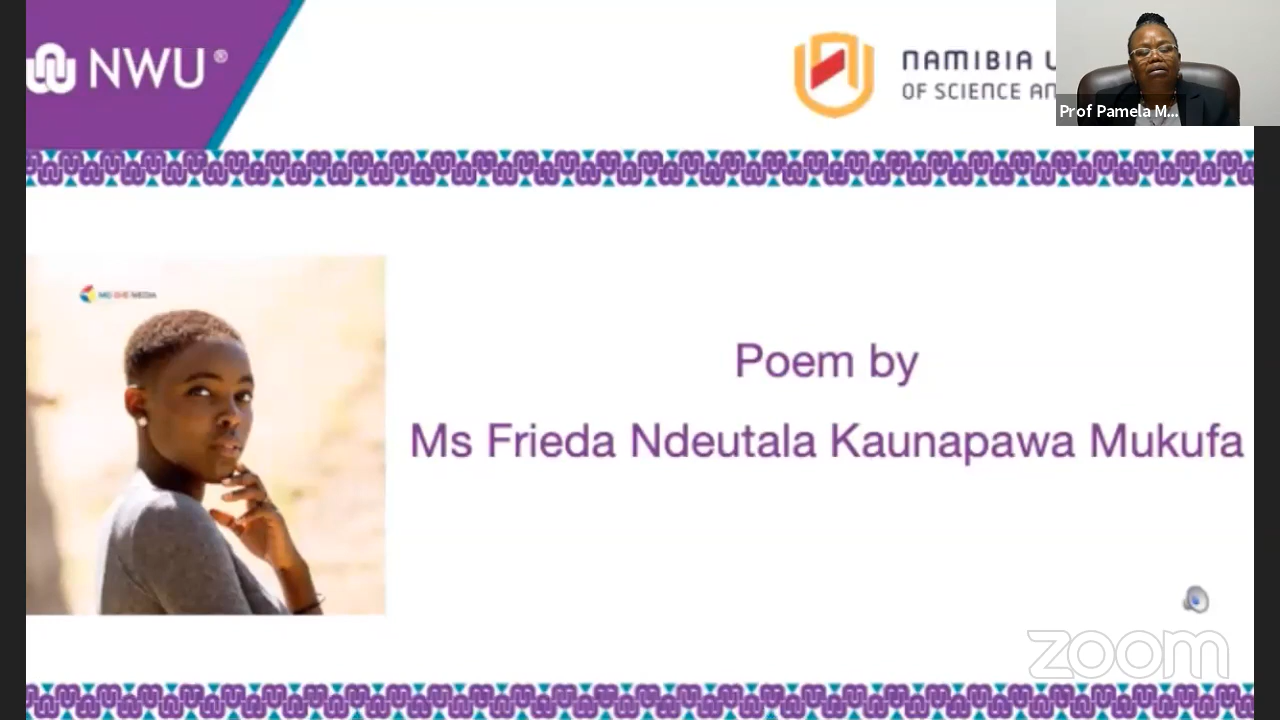 NWU®
NAMIBIA U
OF SCIENCE AN
Prof Pamela M...
Poem by
Ms Frieda Ndeutala Kaunapawa Mukufa
zoom